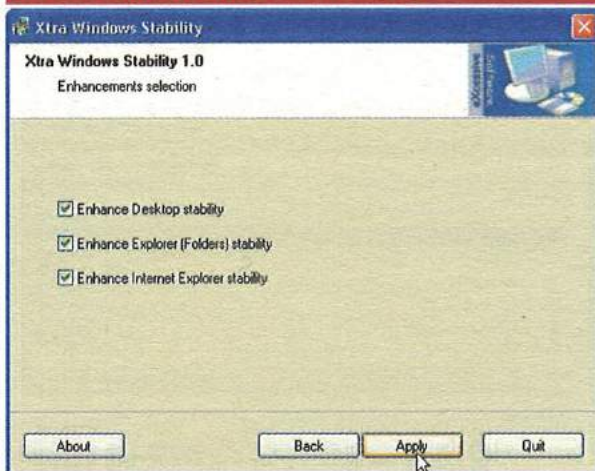 Xtra Windows Stability
Xtra Windows Stability 1.0
Enhancements selection
Enhance Desktop stability
Enhance Explorer (Folders) stability
Enhance Internet Explorer stability
About
Back
Apply
Quit